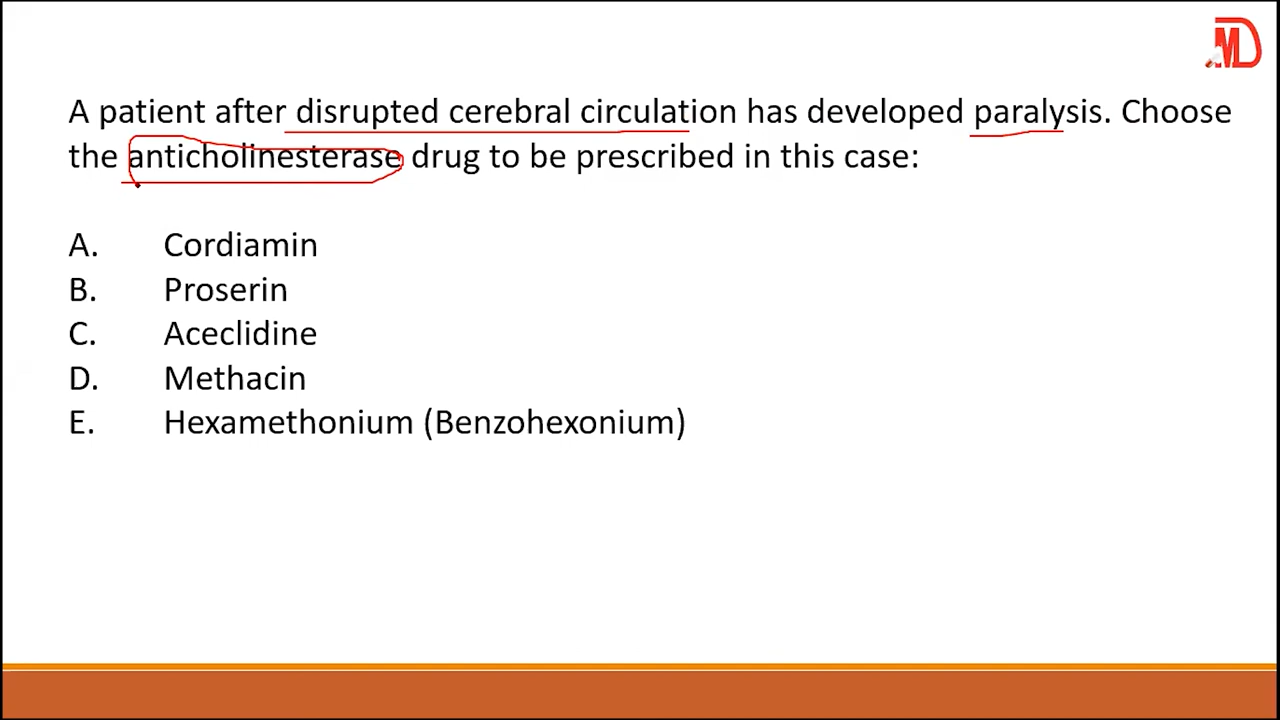 MD
A patient after disrupted cerebral circulation has developed paralysis. Choose
the anticholinesterase drug to be prescribed in this case:
A. Cordiamin
B. Proserin
C. Aceclidine
D. Methacin
E. Hexamethonium (Benzohexonium)